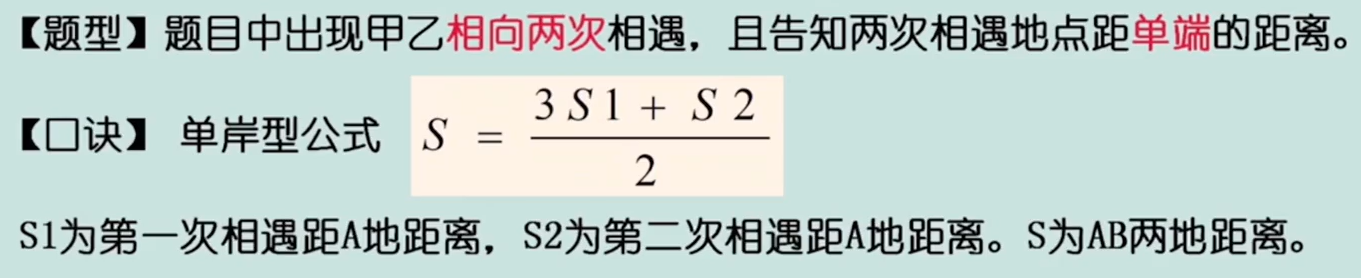 【题型】题目中出现甲乙相向两次相遇，且告知两次相遇地点距单端的距离。
【口诀】 单岸型公式 S = (3S1 + S2) / 2
S1为第一次相遇距A地距离，S2为第二次相遇距A地距离。S为AB两地距离。